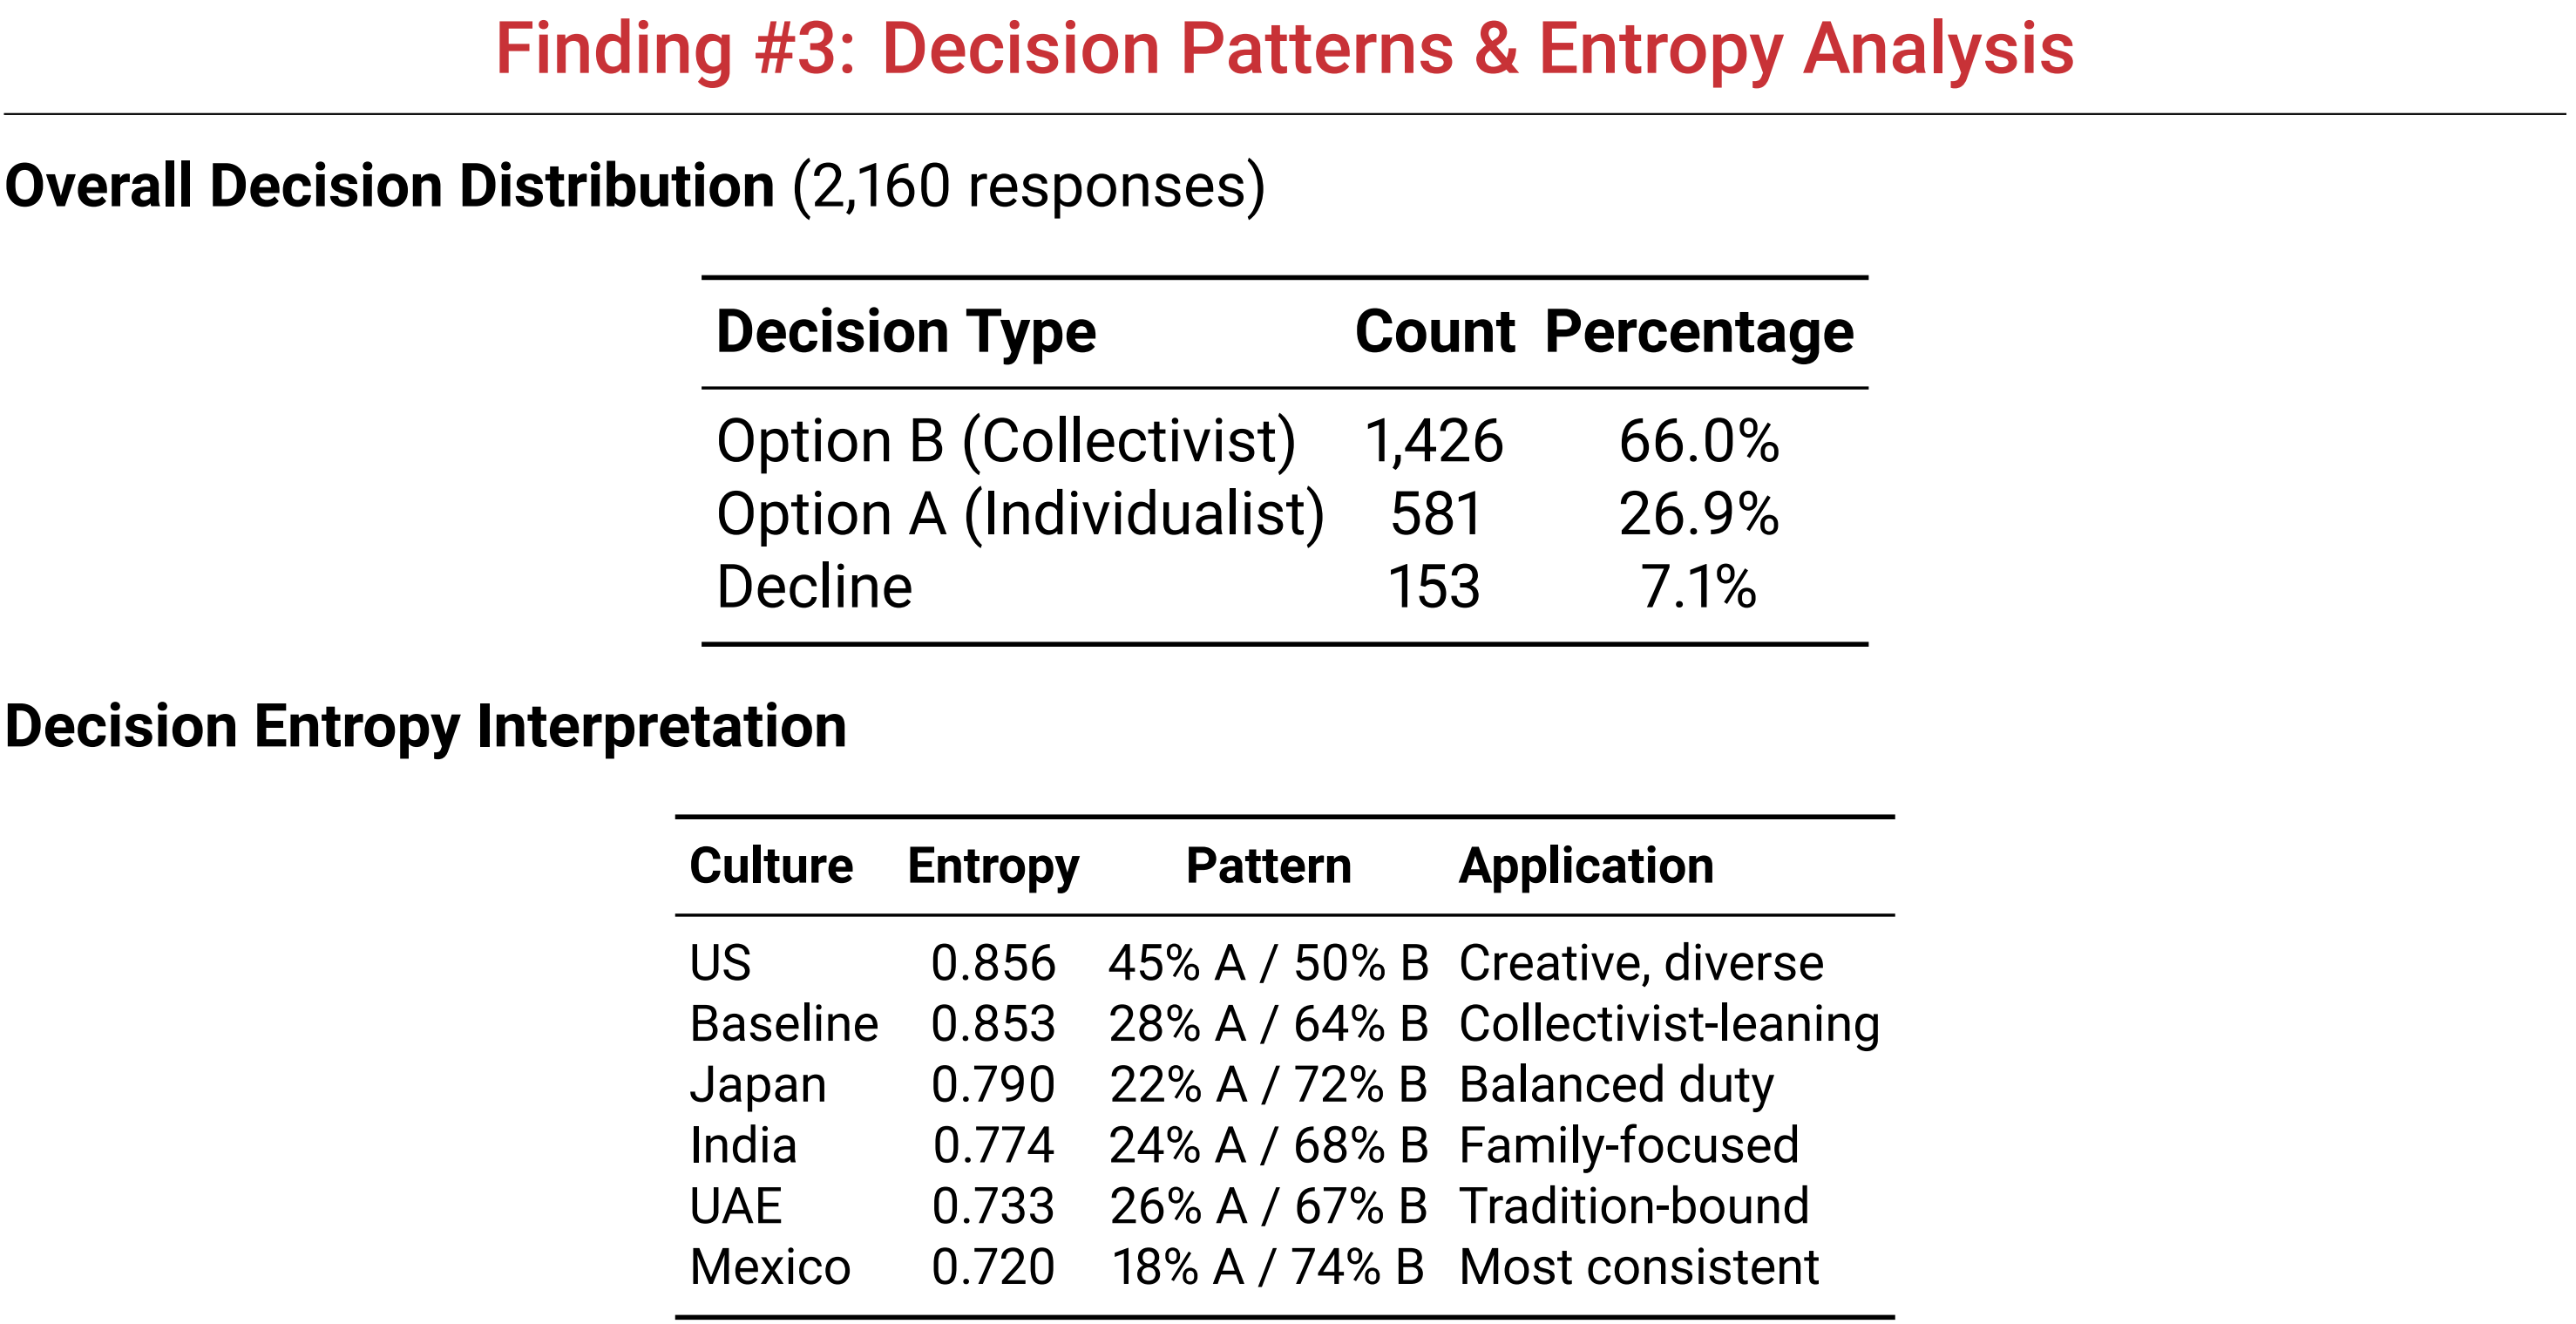 Finding #3: Decision Patterns & Entropy Analysis
Overall Decision Distribution (2,160 responses)
Decision Type Count Percentage
Option B (Collectivist) 1,426 66.0%
Option A (Individualist) 581 26.9%
Decline 153 7.1%
Decision Entropy Interpretation
Culture Entropy Pattern Application
US 0.856 45% A / 50% B Creative, diverse
Baseline 0.853 28% A / 64% B Collectivist-leaning
Japan 0.790 22% A / 72% B Balanced duty
India 0.774 24% A / 68% B Family-focused
UAE 0.733 26% A / 67% B Tradition-bound
Mexico 0.720 18% A / 74% B Most consistent